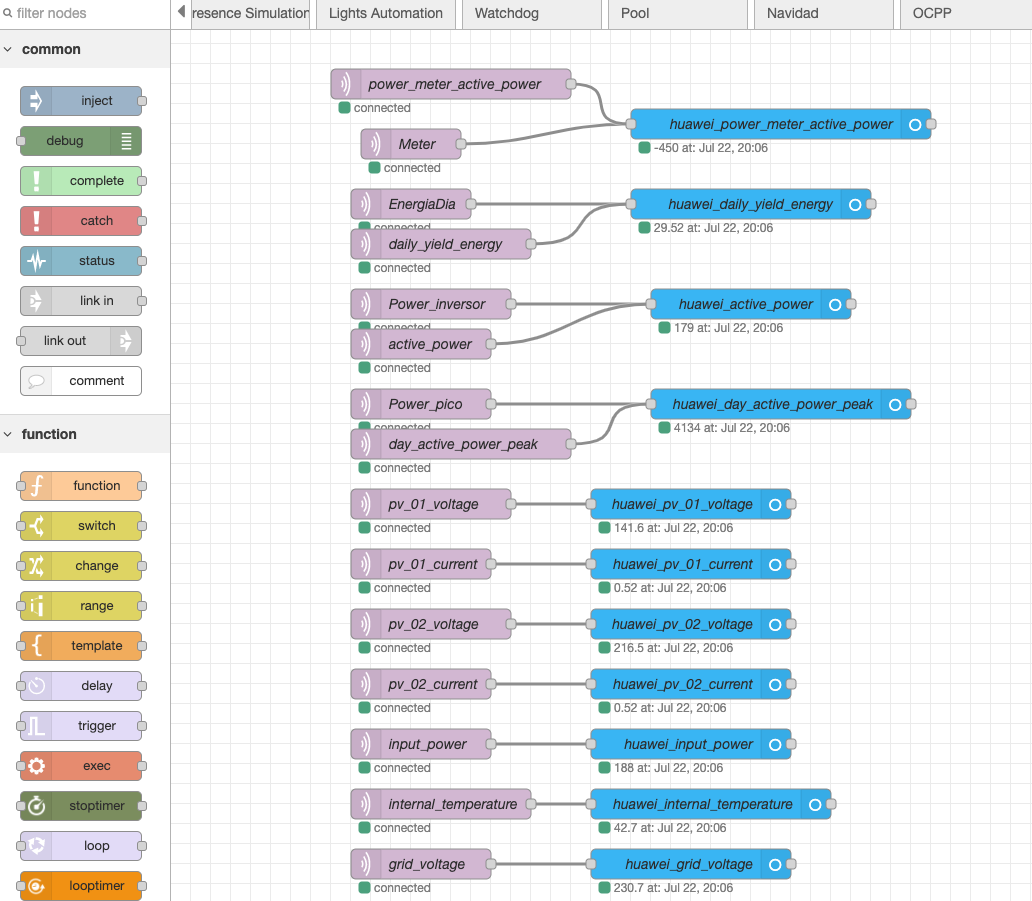 filter nodes
resence Simulation
Lights Automation
Watchdog
Pool
Navidad
OCPP
common
inject
debug
complete
catch
status
link in
link out
comment
function
function
switch
change
range
template
delay
trigger
exec
stoptimer
loop
looptimer
power_meter_active_power
connected
Meter
connected
huawei_power_meter_active_power
-450 at: Jul 22, 20:06
EnergiaDia
connected
daily_yield_energy
connected
huawei_daily_yield_energy
29.52 at: Jul 22, 20:06
Power_inversor
connected
active_power
connected
huawei_active_power
179 at: Jul 22, 20:06
Power_pico
connected
day_active_power_peak
connected
huawei_day_active_power_peak
4134 at: Jul 22, 20:06
pv_01_voltage
connected
huawei_pv_01_voltage
141.6 at: Jul 22, 20:06
pv_01_current
connected
huawei_pv_01_current
0.52 at: Jul 22, 20:06
pv_02_voltage
connected
huawei_pv_02_voltage
216.5 at: Jul 22, 20:06
pv_02_current
connected
huawei_pv_02_current
0.52 at: Jul 22, 20:06
input_power
connected
huawei_input_power
188 at: Jul 22, 20:06
internal_temperature
connected
huawei_internal_temperature
42.7 at: Jul 22, 20:06
grid_voltage
connected
huawei_grid_voltage
230.7 at: Jul 22, 20:06